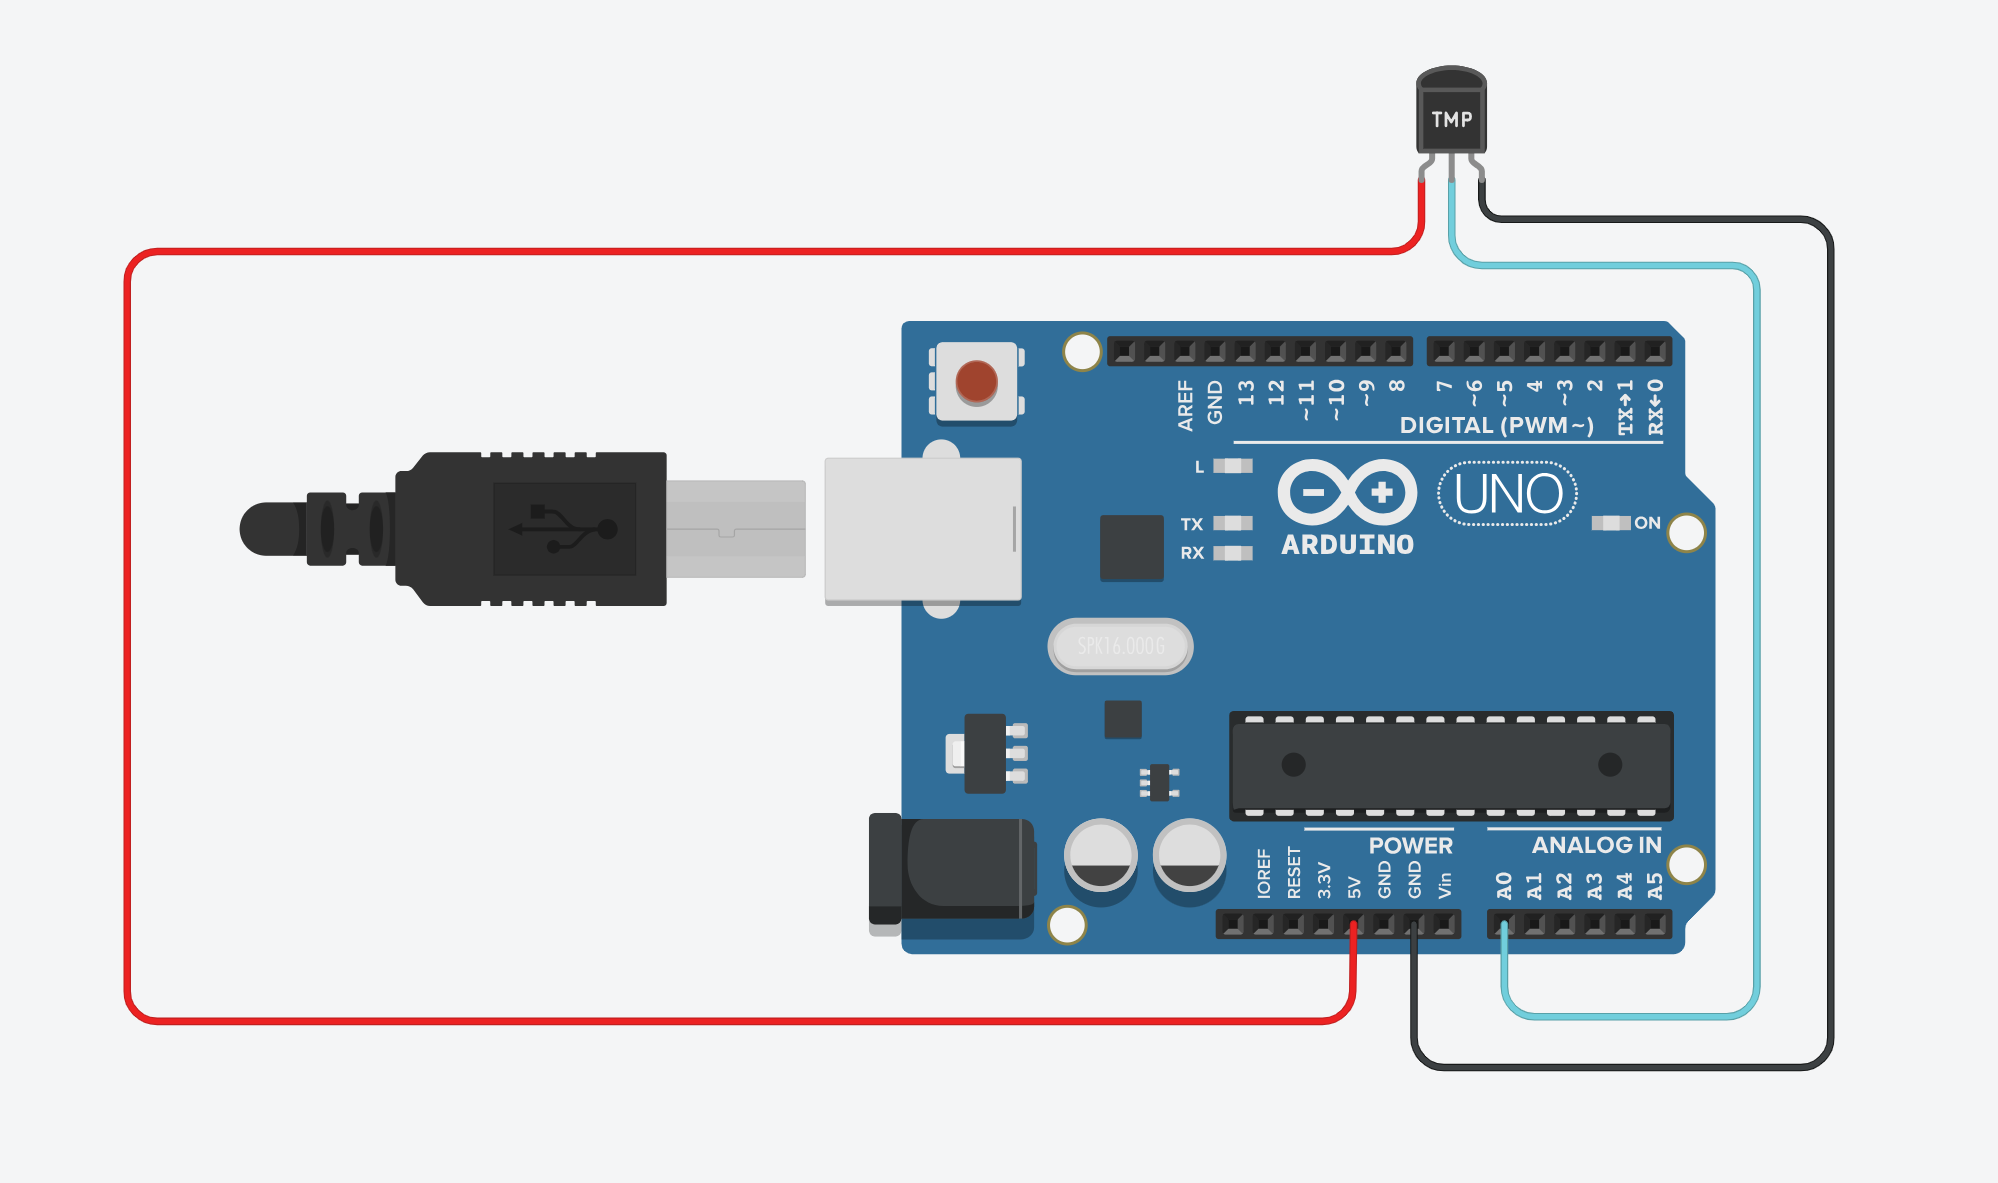 TMP
AREF
GND
13
12
~11
~10
~9
8
7
~6
~5
4
~3
2
TX→1
RX←0
DIGITAL (PWM~)
L
TX
RX
ARDUINO
UNO
ON
SPK16.000G
POWER
ANALOG IN
IOREF
RESET
3.3V
5V
GND
GND
Vin
A0
A1
A2
A3
A4
A5